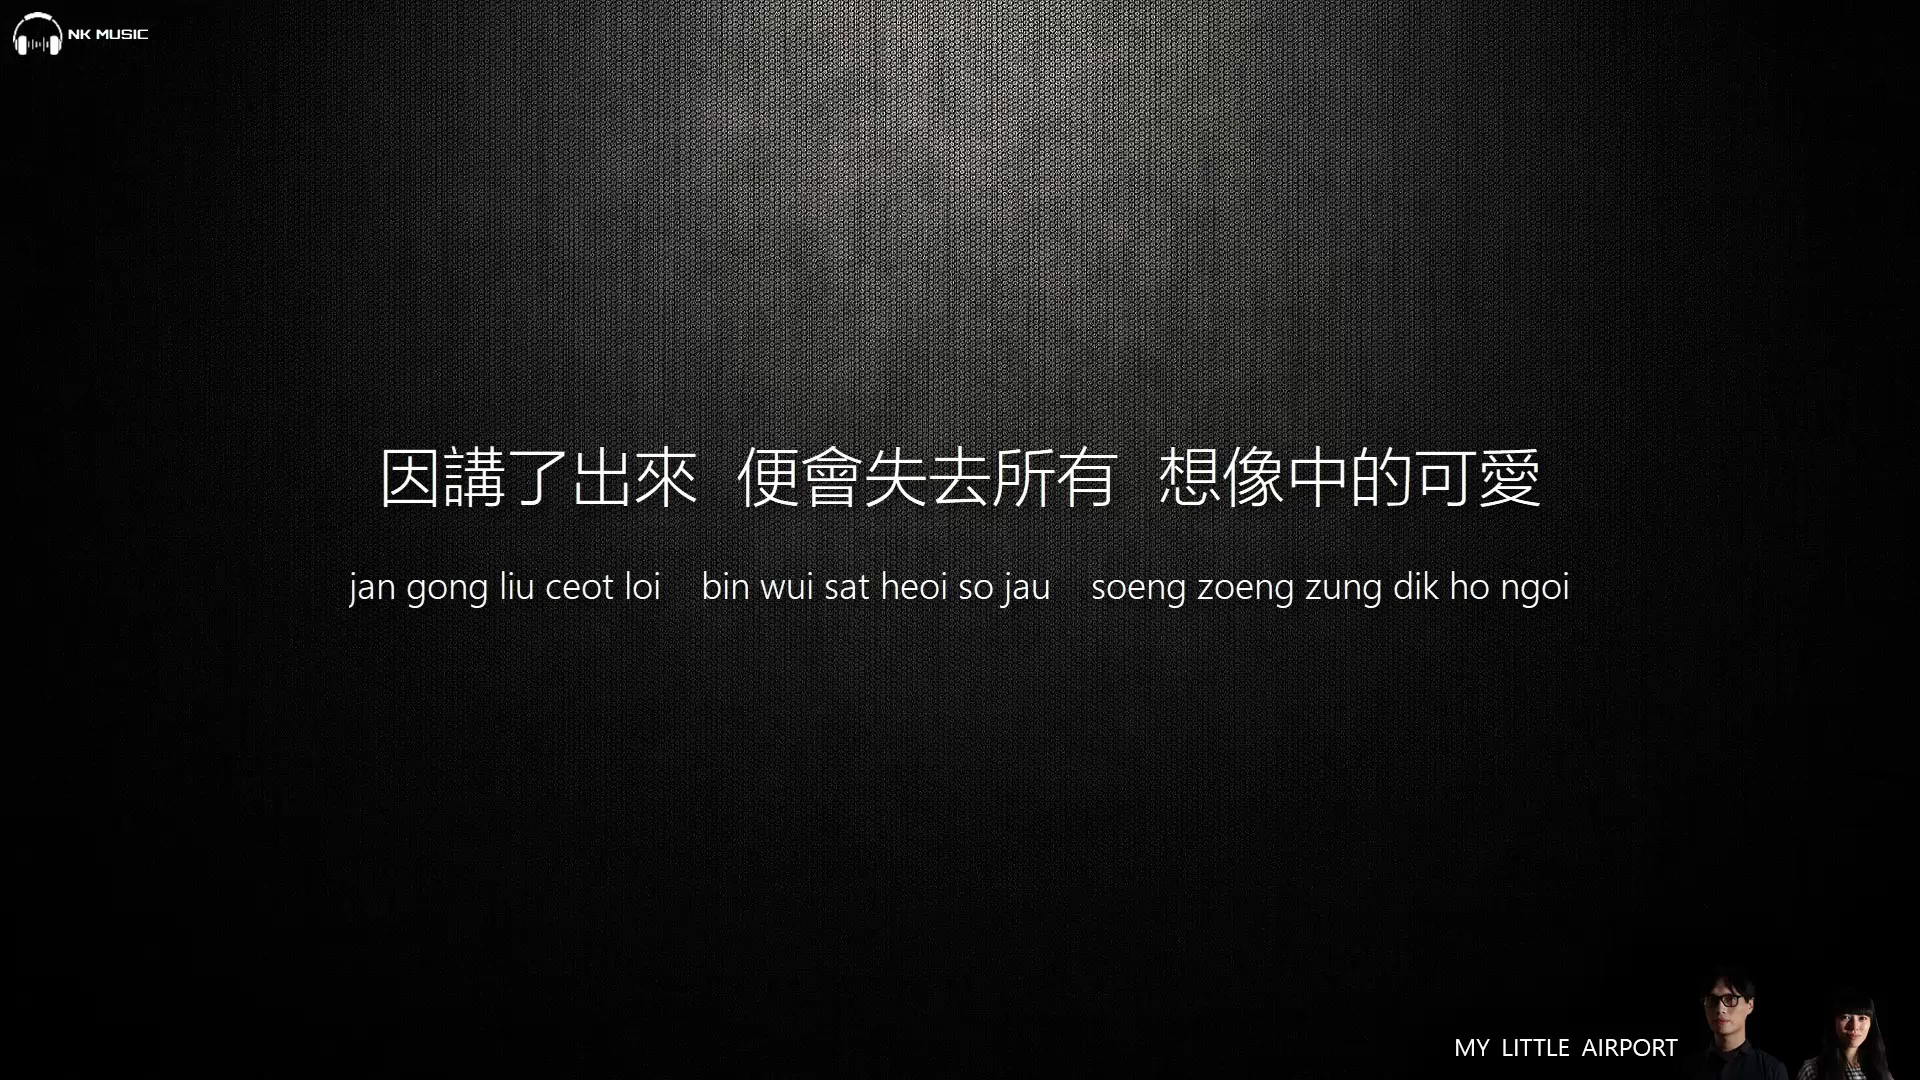 NK MUSIC
因講了出來 便會失去所有 想像中的可愛
jan gong liu ceot loi bin wui sat heoi so jau soeng zoeng zung dik ho ngoi
MY LITTLE AIRPORT